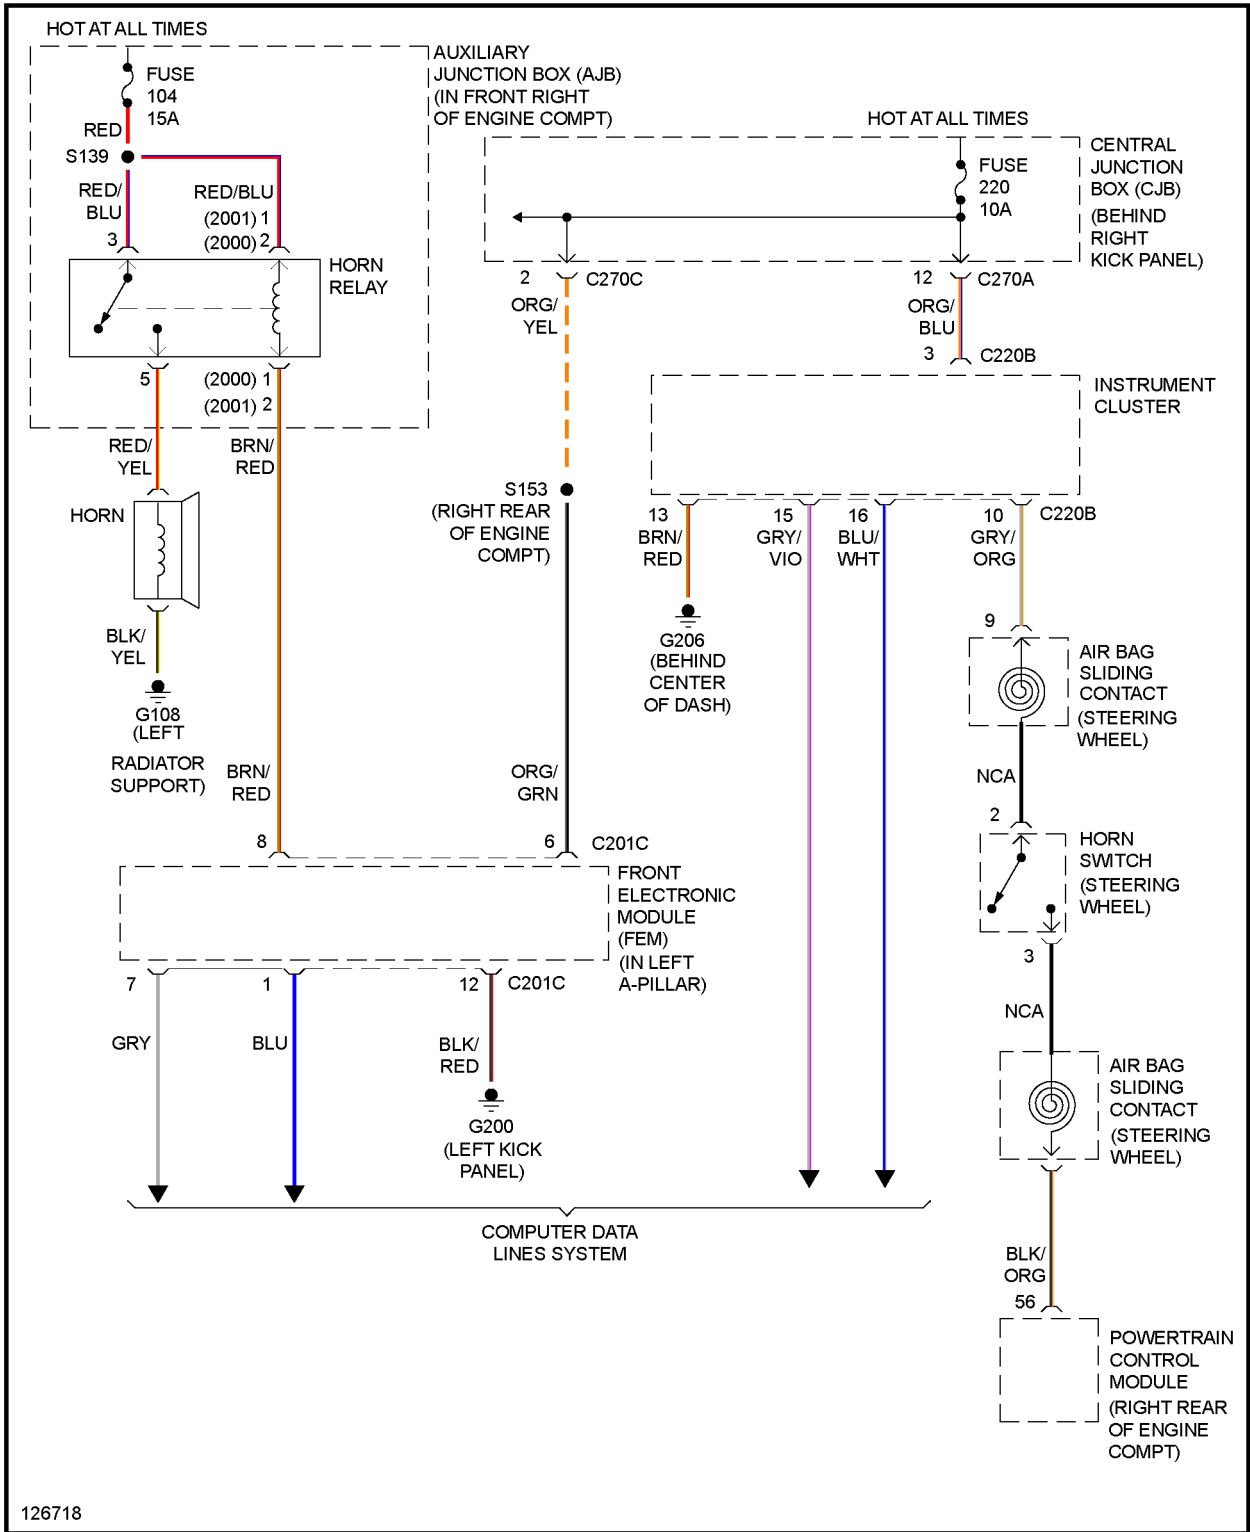 HOT AT ALL TIMES
AUXILIARY
JUNCTION BOX (AJB)
(IN FRONT RIGHT
OF ENGINE COMPT)
FUSE
104
15A
RED
S139
RED/
BLU
RED/BLU
(2001) 1
(2000) 2
3
HORN
RELAY
5
(2000) 1
(2001) 2
RED/
YEL
BRN/
RED
HORN
BLK/
YEL
G108
(LEFT
RADIATOR
SUPPORT)
BRN/
RED
8
HOT AT ALL TIMES
FUSE
220
10A
CENTRAL
JUNCTION
BOX (CJB)
(BEHIND
RIGHT
KICK PANEL)
2
C270C
12
C270A
ORG/
YEL
ORG/
BLU
3
C220B
INSTRUMENT
CLUSTER
S153
(RIGHT REAR
OF ENGINE
COMPT)
ORG/
GRN
6
C201C
13
BRN/
RED
15
GRY/
VIO
16
BLU/
WHT
10
GRY/
ORG
C220B
G206
(BEHIND
CENTER
OF DASH)
9
AIR BAG
SLIDING
CONTACT
(STEERING
WHEEL)
NCA
2
HORN
SWITCH
(STEERING
WHEEL)
3
NCA
AIR BAG
SLIDING
CONTACT
(STEERING
WHEEL)
BLK/
ORG
56
POWERTRAIN
CONTROL
MODULE
(RIGHT REAR
OF ENGINE
COMPT)
FRONT
ELECTRONIC
MODULE
(FEM)
(IN LEFT
A-PILLAR)
7
1
12
C201C
GRY
BLU
BLK/
RED
G200
(LEFT KICK
PANEL)
COMPUTER DATA
LINES SYSTEM
126718